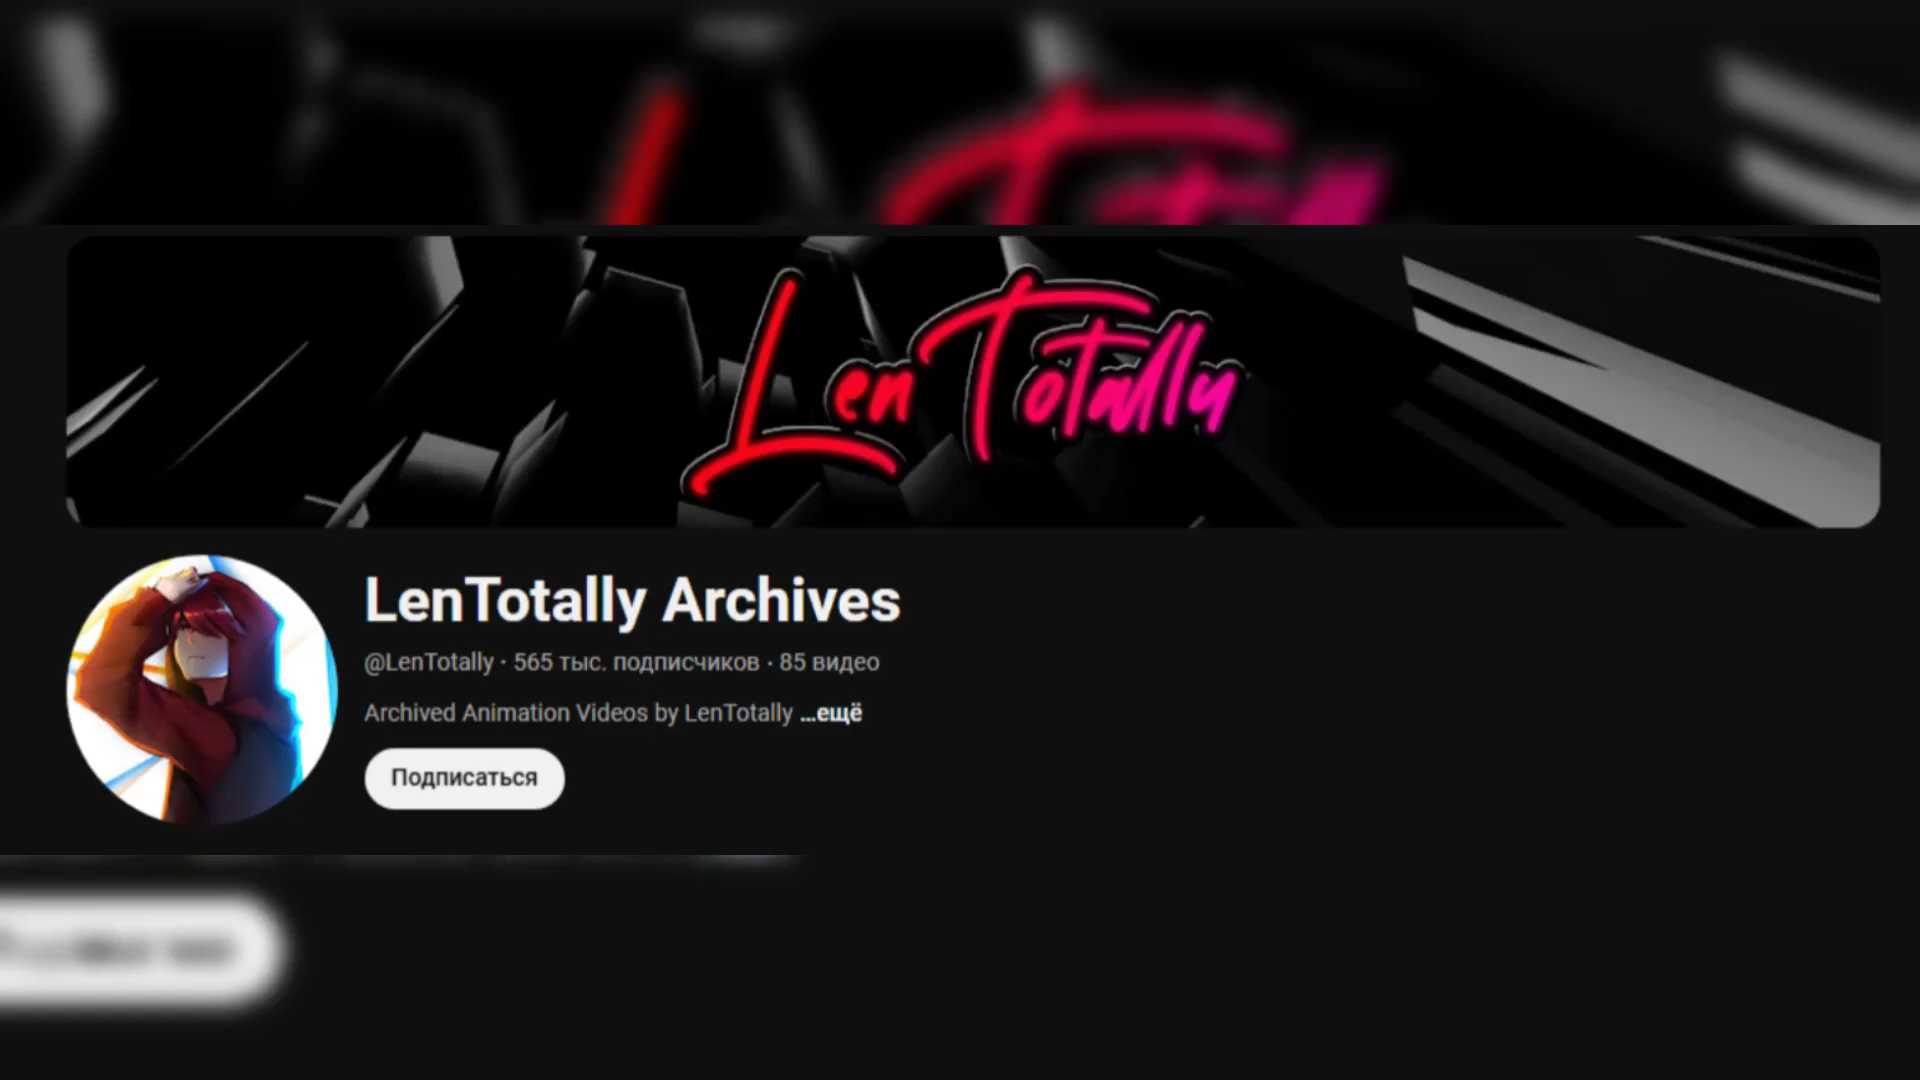 LenTotally
LenTotally Archives
@LenTotally · 565 тыс. подписчиков · 85 видео
Archived Animation Videos by LenTotally ...ещё
Подписаться